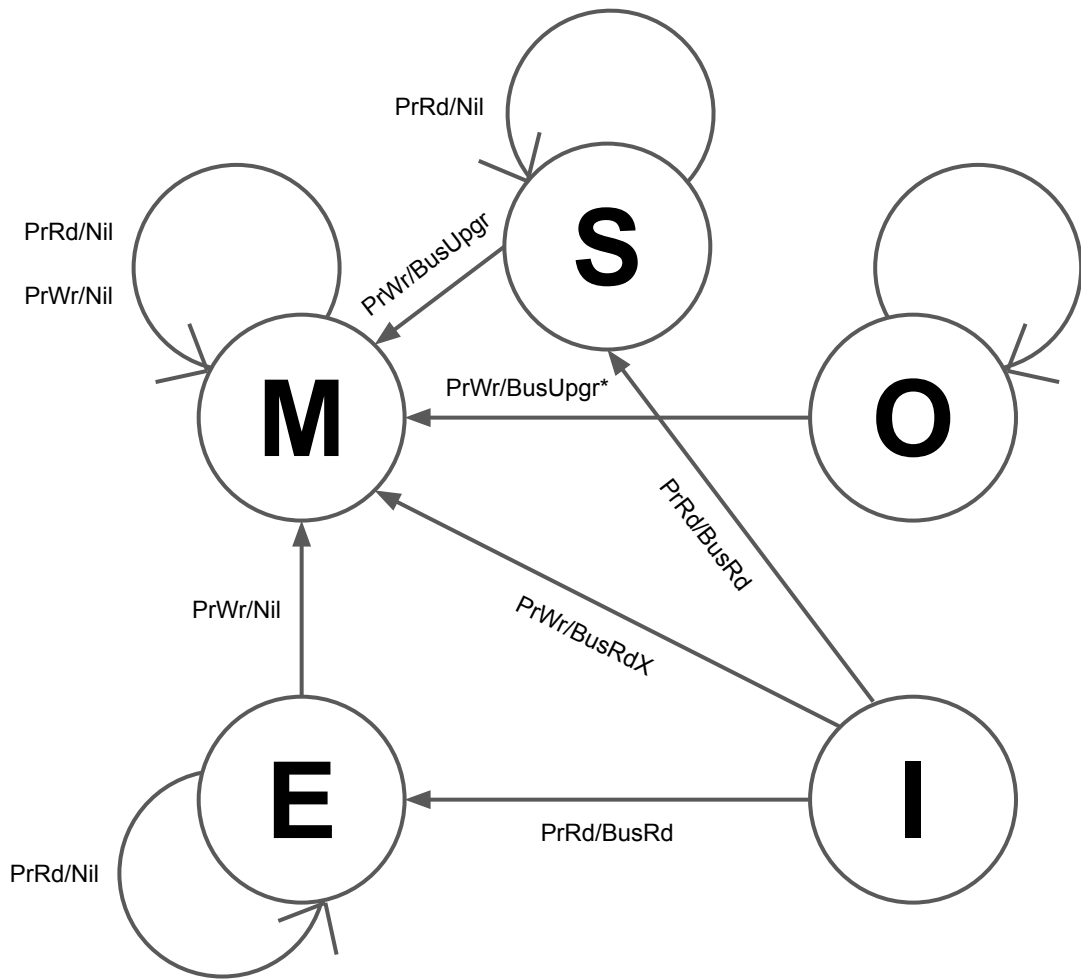 PrRd/Nil
S
PrRd/Nil
PrWr/Nil
PrWr/BusUpgr
M
PrWr/BusUpgr*
O
PrRd/BusRd
PrWr/Nil
PrWr/BusRdX
E
PrRd/BusRd
I
PrRd/Nil